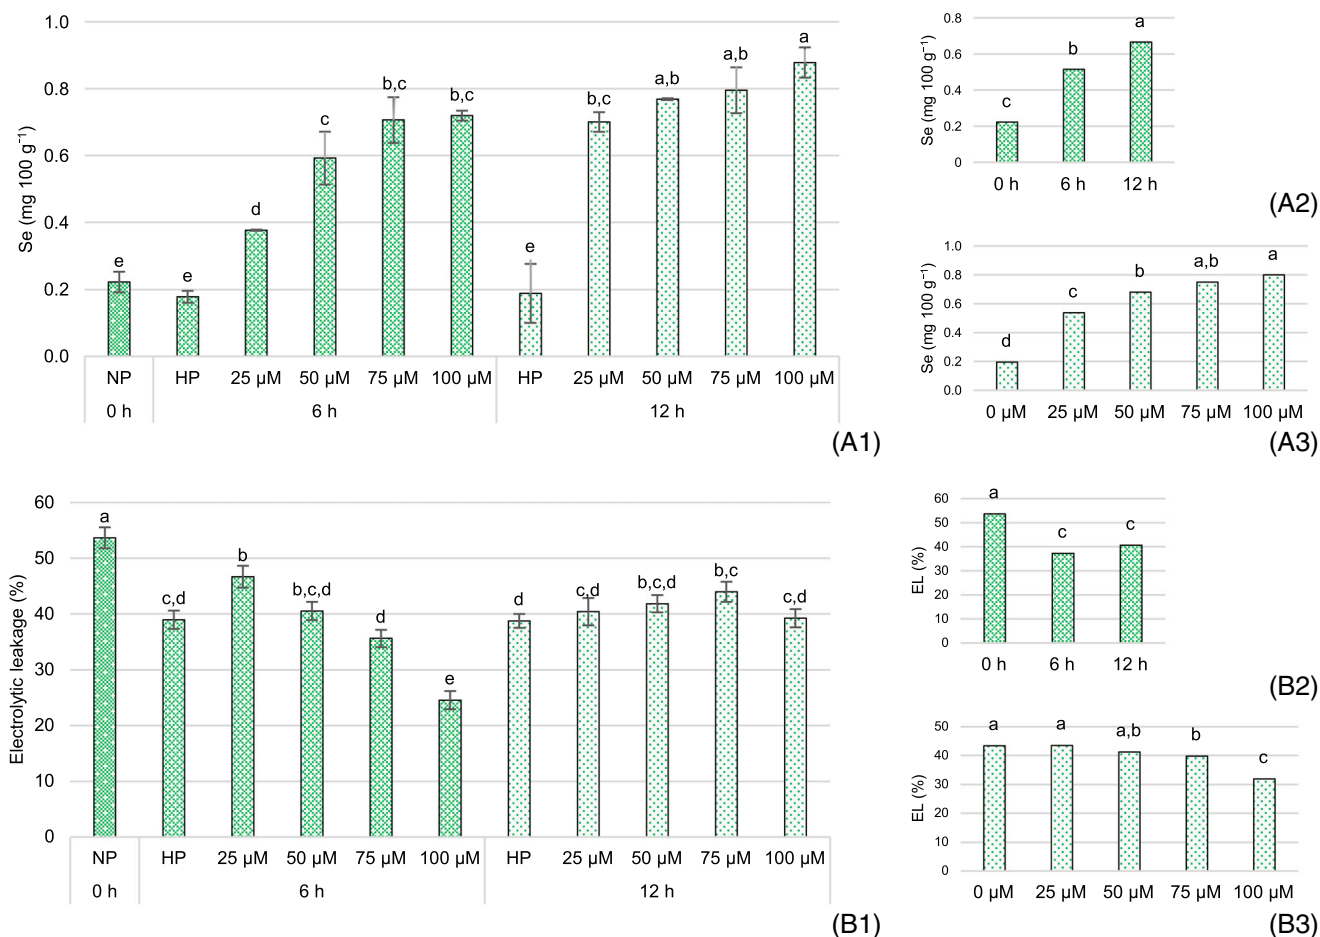 Se (mg 100 g⁻¹)
1.0
0.8
0.6
0.4
0.2
0.0
e
e
d
c
b,c
b,c
e
b,c
a,b
a,b
a
NP
HP
25 µM
50 µM
75 µM
100 µM
HP
25 µM
50 µM
75 µM
100 µM
0 h
6 h
12 h
(A1)
Se (mg 100 g⁻¹)
0.8
0.6
0.4
0.2
0
c
b
a
0 h
6 h
12 h
(A2)
Se (mg 100 g⁻¹)
1.0
0.8
0.6
0.4
0.2
0.0
d
c
b
a,b
a
0 µM
25 µM
50 µM
75 µM
100 µM
(A3)
Electrolytic leakage (%)
60
50
40
30
20
10
0
a
c,d
b
b,c,d
d
e
d
c,d
b,c,d
b,c
c,d
NP
HP
25 µM
50 µM
75 µM
100 µM
HP
25 µM
50 µM
75 µM
100 µM
0 h
6 h
12 h
(B1)
EL (%)
60
50
40
30
20
10
0
a
c
c
0 h
6 h
12 h
(B2)
EL (%)
50
40
30
20
10
0
a
a
a,b
b
c
0 µM
25 µM
50 µM
75 µM
100 µM
(B3)